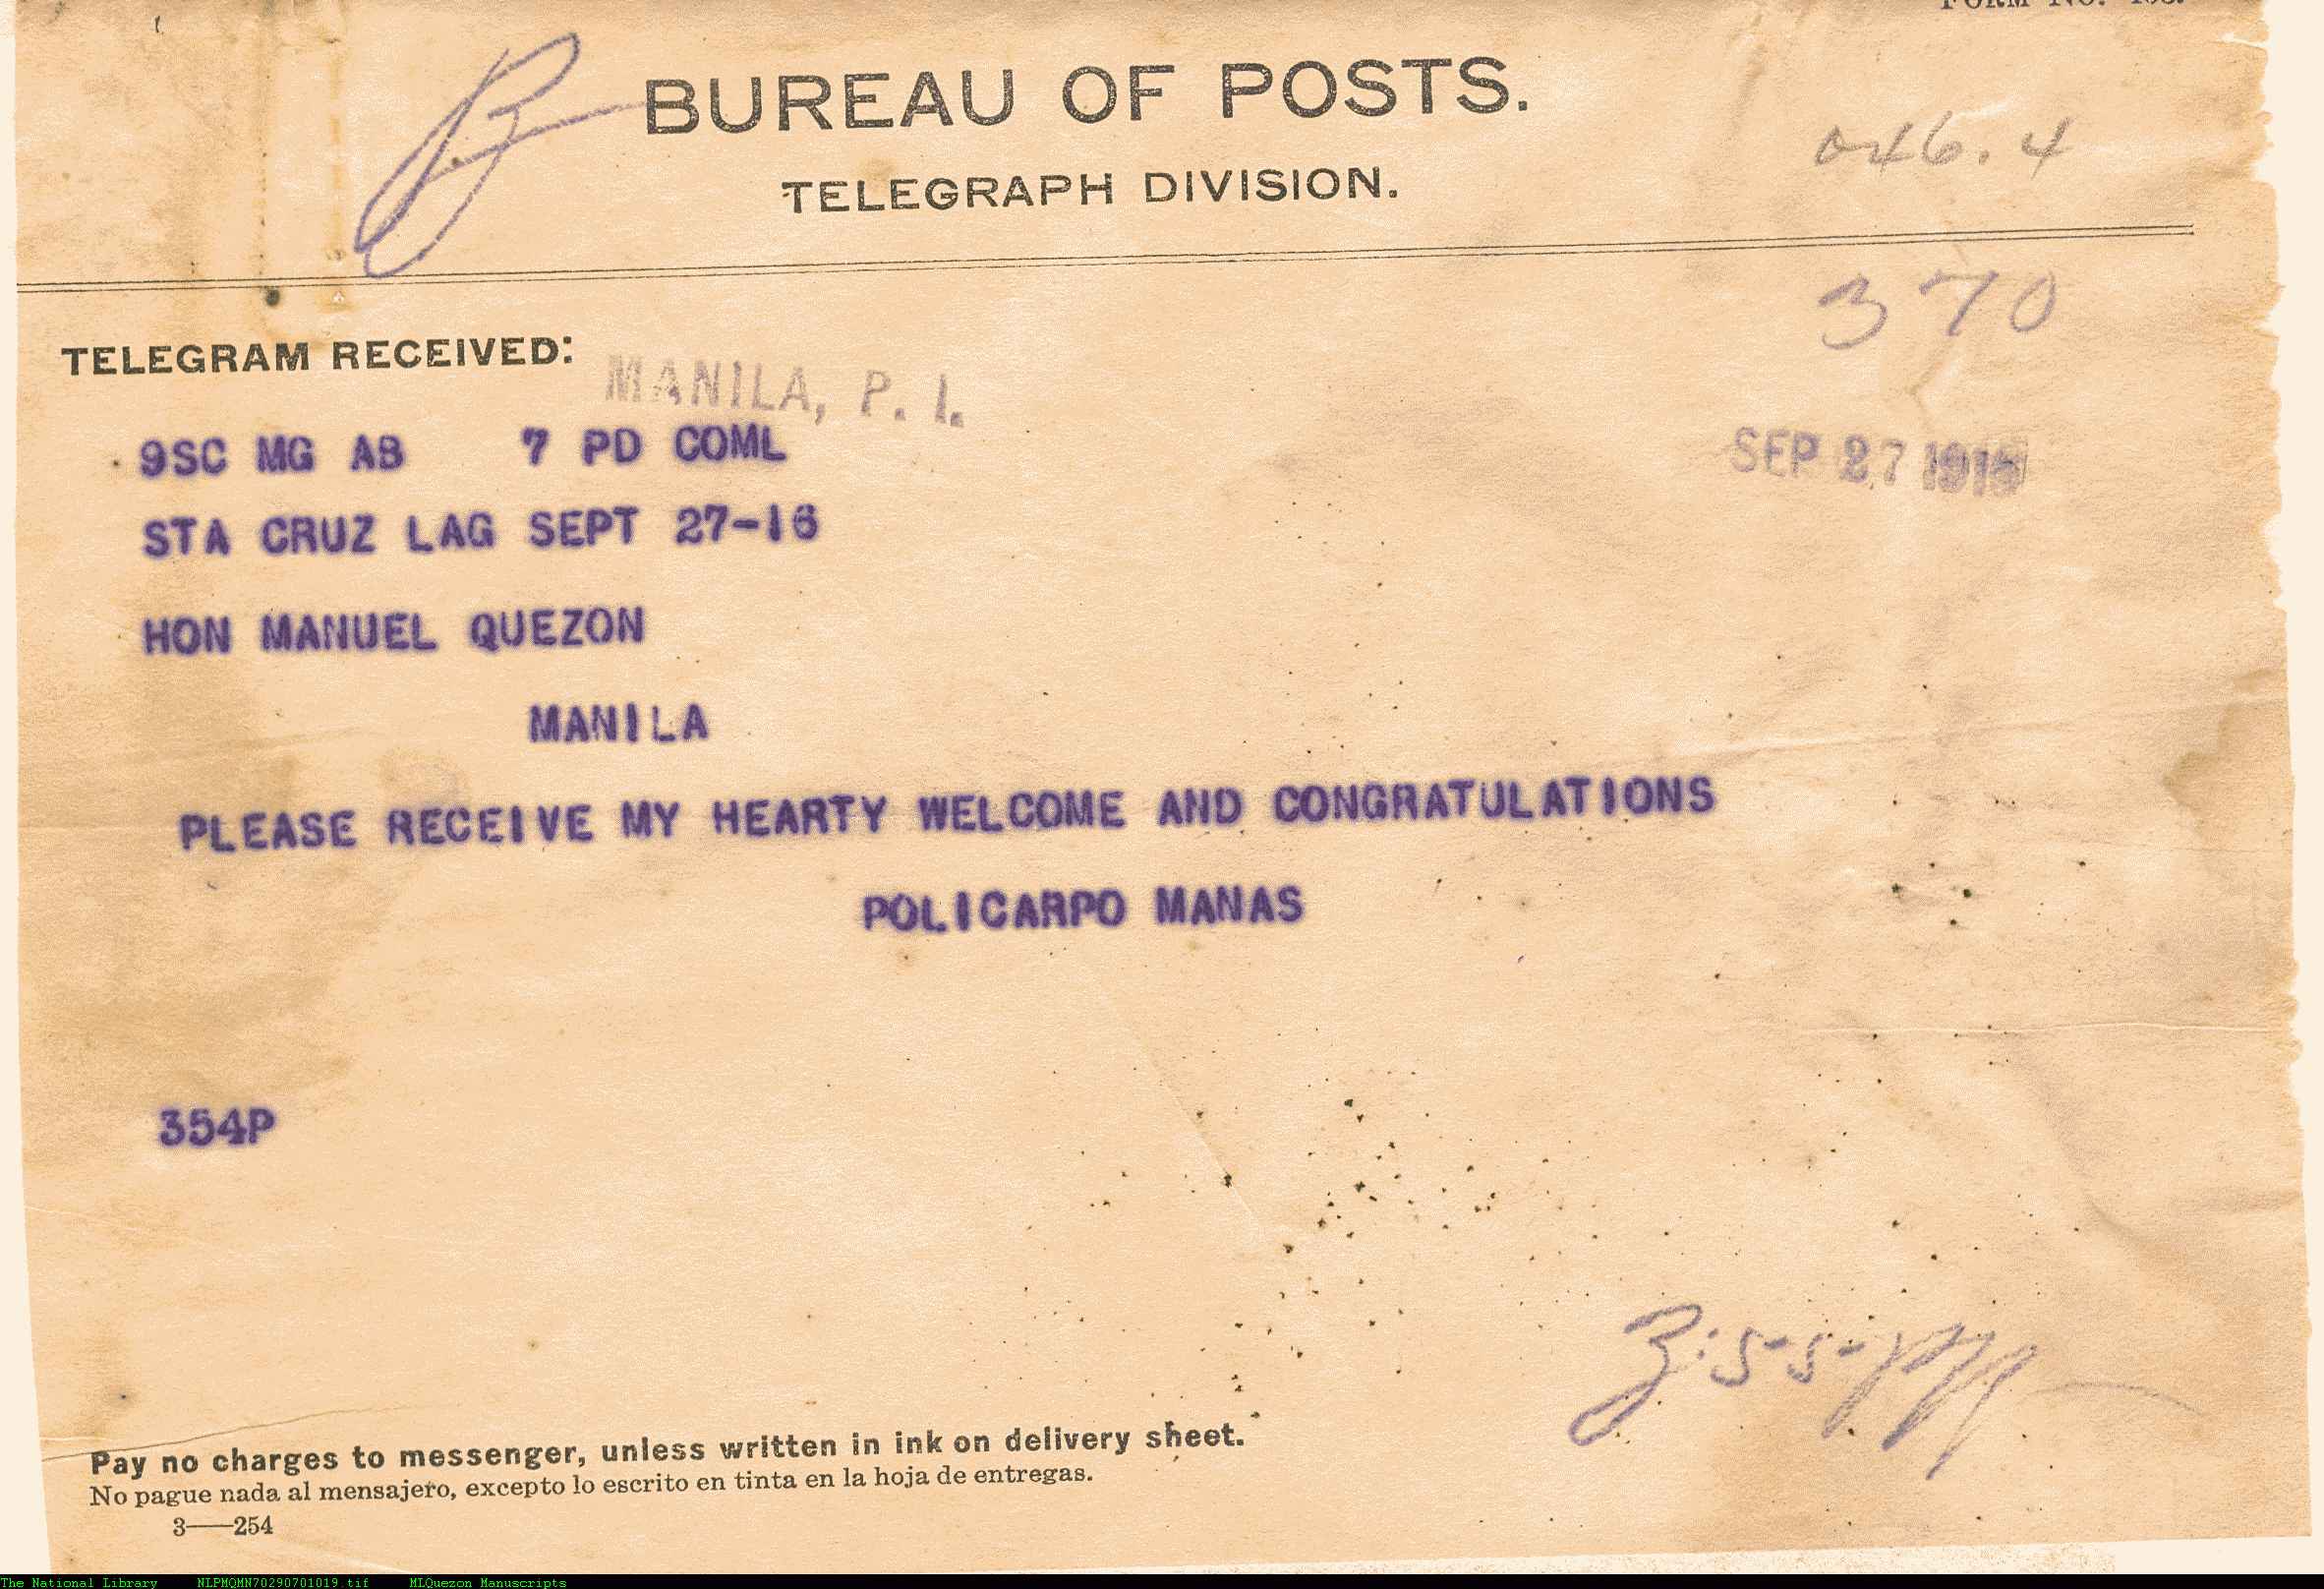 FORM NO.
BUREAU OF POSTS.
TELEGRAPH DIVISION.
046.4
370
TELEGRAM RECEIVED:
MANILA, P. I.
9SC MG AB 7 PD COML
SEP 27
STA CRUZ LAG SEPT 27-16
HON MANUEL QUEZON
MANILA
PLEASE RECEIVE MY HEARTY WELCOME AND CONGRATULATIONS
POLICARPO MANAS
354P
Pay no charges to messenger, unless written in ink on delivery sheet.
No pague nada al mensajero, excepto lo escrito en tinta en la hoja de entregas.
3—254
The National Library NLPMQMN70290701019.tif MLQuezon Manuscripts